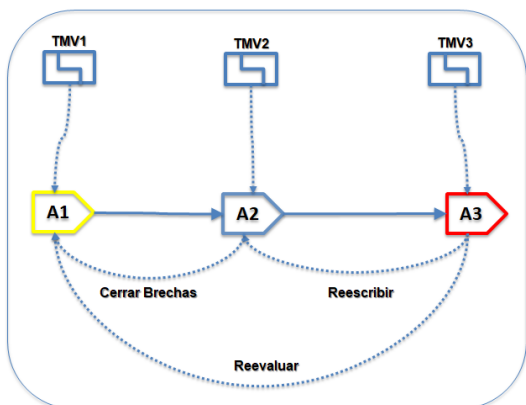 TMV1
TMV2
TMV3
A1
A2
A3
Cerrar Brechas
Reescribir
Reevaluar